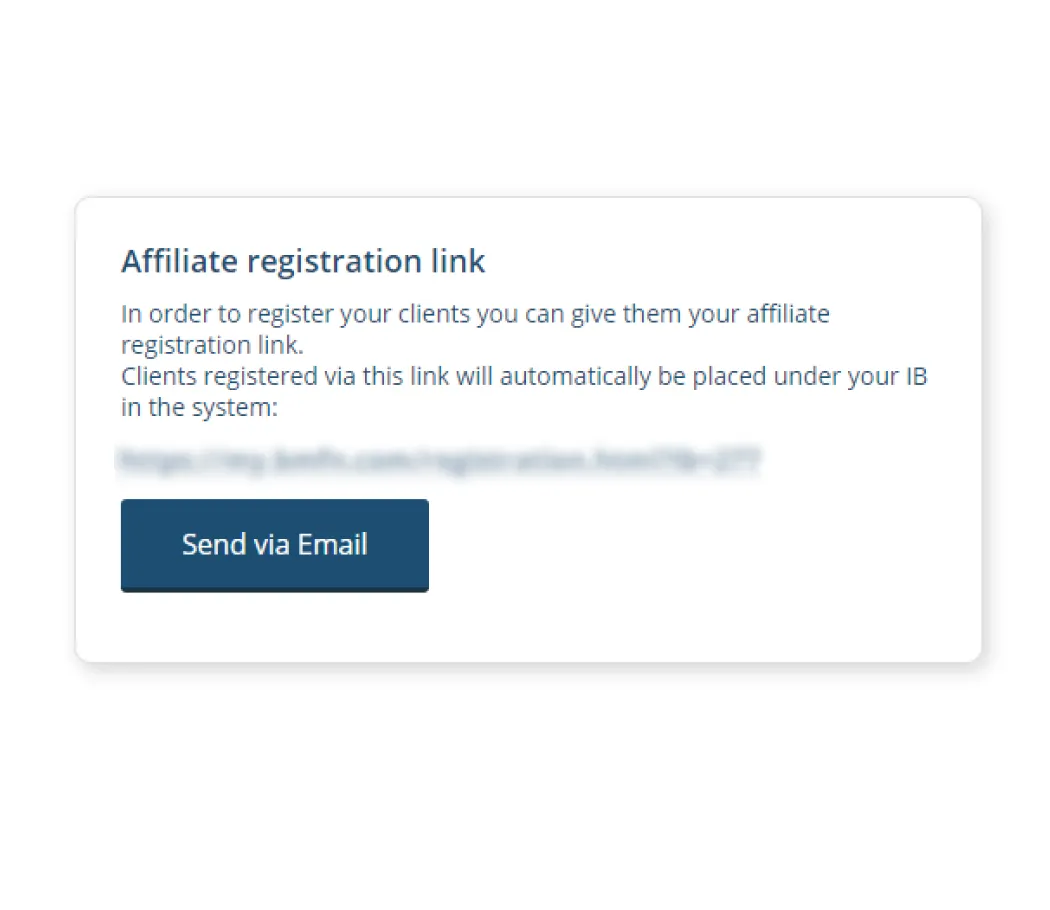 Affiliate registration link
In order to register your clients you can give them your affiliate
registration link.
Clients registered via this link will automatically be placed under your IB
in the system:
Send via Email